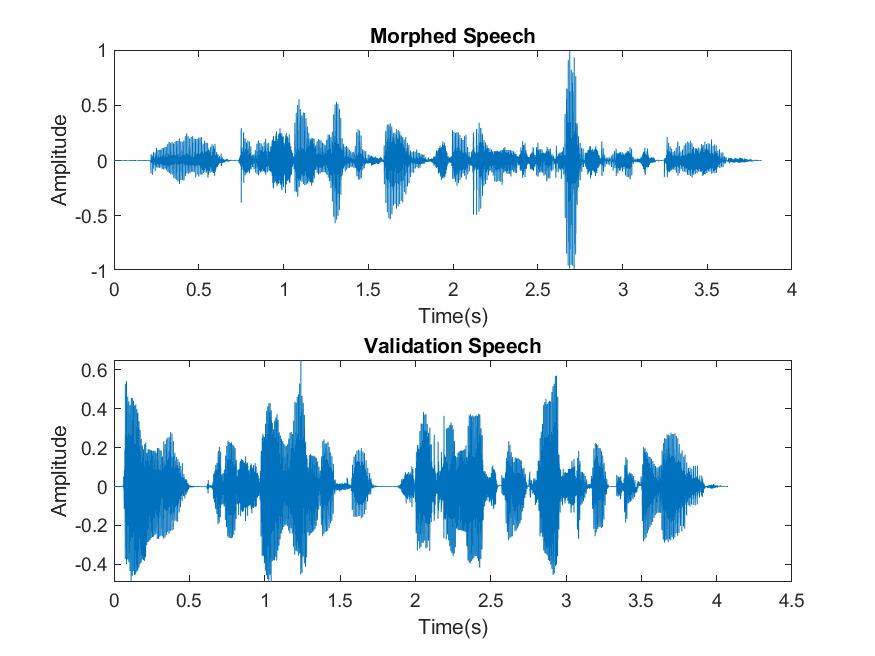 Morphed Speech
1
0.5
0
-0.5
-1
Amplitude
0 0.5 1 1.5 2 2.5 3 3.5 4
Time(s)
Validation Speech
0.6
0.4
0.2
0
-0.2
-0.4
Amplitude
0 0.5 1 1.5 2 2.5 3 3.5 4 4.5
Time(s)